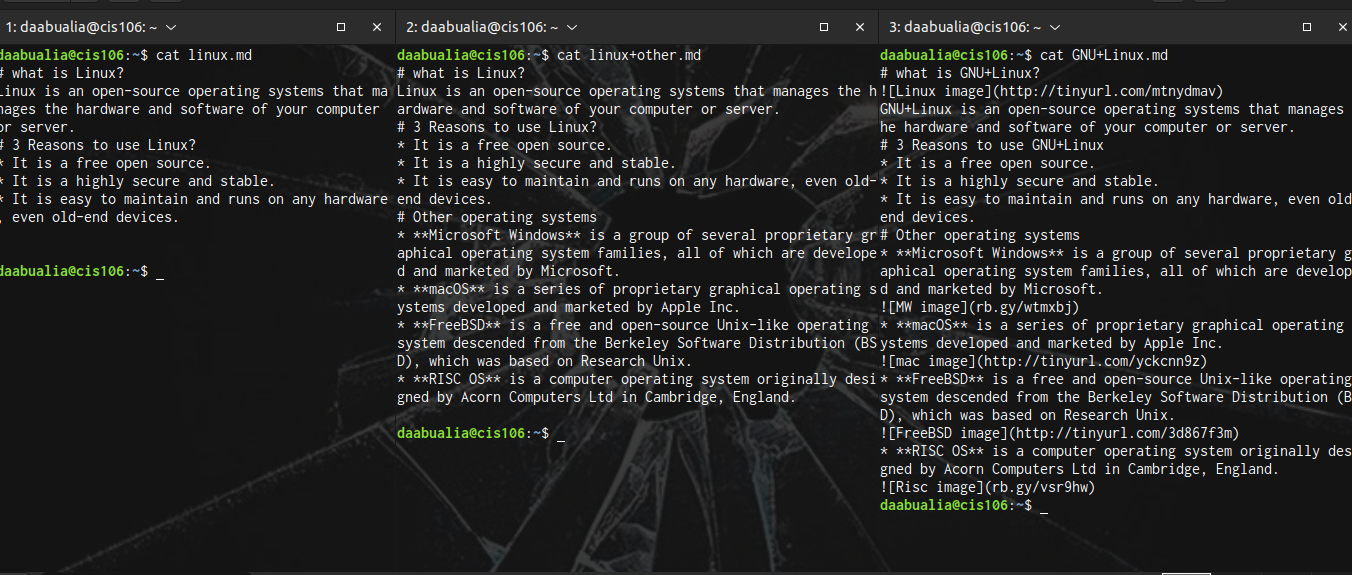 1: daabualia@cis106: ~
daabualia@cis106:~$ cat linux.md
# what is Linux?
Linux is an open-source operating systems that ma
nages the hardware and software of your computer
or server.
# 3 Reasons to use Linux?
* It is a free open source.
* It is a highly secure and stable.
* It is easy to maintain and runs on any hardware
, even old-end devices.
daabualia@cis106:~$ _
2: daabualia@cis106: ~
daabualia@cis106:~$ cat linux+other.md
# what is Linux?
Linux is an open-source operating systems that manages the h
ardware and software of your computer or server.
# 3 Reasons to use Linux?
* It is a free open source.
* It is a highly secure and stable.
* It is easy to maintain and runs on any hardware, even old-
end devices.
# Other operating systems
* **Microsoft Windows** is a group of several proprietary gr
aphical operating system families, all of which are develope
d and marketed by Microsoft.
* **macOS** is a series of proprietary graphical operating s
ystems developed and marketed by Apple Inc.
* **FreeBSD** is a free and open-source Unix-like operating
system descended from the Berkeley Software Distribution (BS
D), which was based on Research Unix.
* **RISC OS** is a computer operating system originally desi
gned by Acorn Computers Ltd in Cambridge, England.
daabualia@cis106:~$ _
3: daabualia@cis106: ~
daabualia@cis106:~$ cat GNU+Linux.md
# what is GNU+Linux?
![Linux image](http://tinyurl.com/mtnydmav)
GNU+Linux is an open-source operating systems that manages
he hardware and software of your computer or server.
# 3 Reasons to use GNU+Linux
* It is a free open source.
* It is a highly secure and stable.
* It is easy to maintain and runs on any hardware, even old
end devices.
# Other operating systems
* **Microsoft Windows** is a group of several proprietary g
aphical operating system families, all of which are develop
d and marketed by Microsoft.
![MW image](rb.gy/wtmxbj)
* **macOS** is a series of proprietary graphical operating
ystems developed and marketed by Apple Inc.
![mac image](http://tinyurl.com/yckcnn9z)
* **FreeBSD** is a free and open-source Unix-like operating
system descended from the Berkeley Software Distribution (B
D), which was based on Research Unix.
![FreeBSD image](http://tinyurl.com/3d867f3m)
* **RISC OS** is a computer operating system originally des
gned by Acorn Computers Ltd in Cambridge, England.
![Risc image](rb.gy/vsr9hw)
daabualia@cis106:~$ _